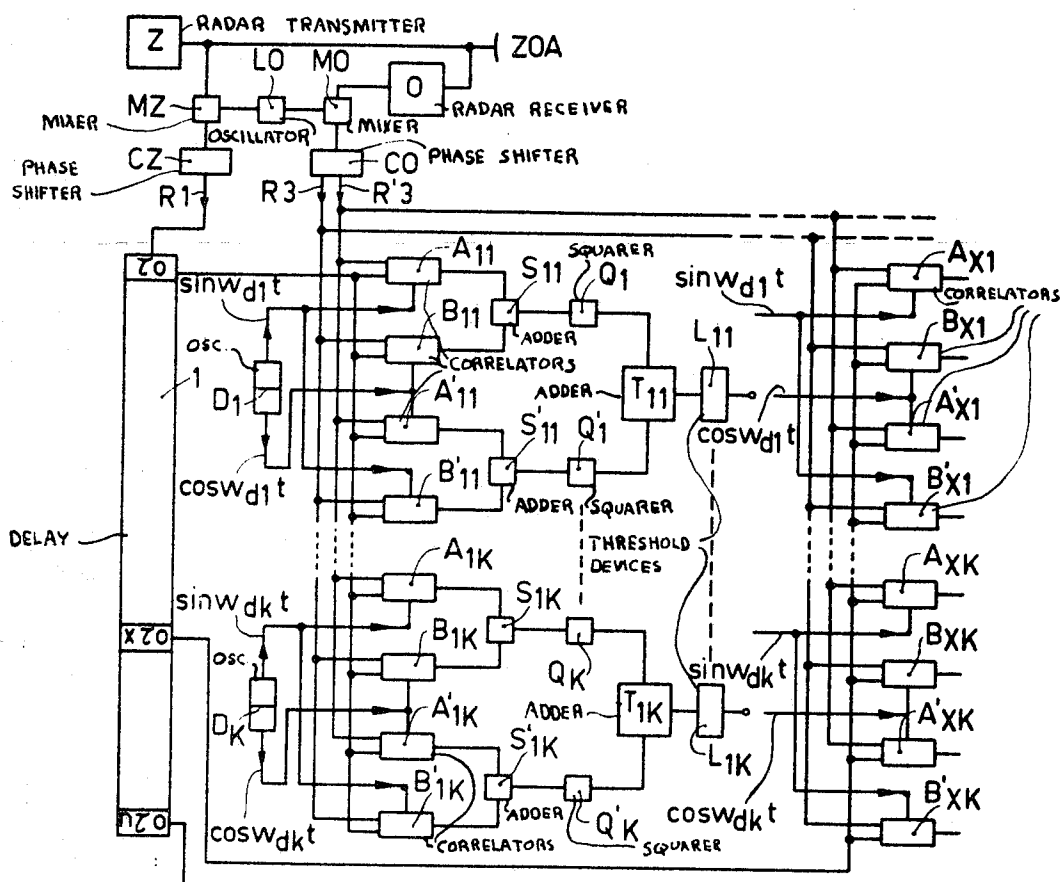 Z RADAR TRANSMITTER
ZOA
LO MO
O
RADAR RECEIVER
MZ
MIXER OSCILLATOR MIXER
CZ PHASE SHIFTER
CO
PHASE
SHIFTER
R1 R3 R'3
02
A11 SQUARER AX1
sinwd1t S11 Q1 sinwd1t
CORRELATORS
B11 ADDER L11 BX1
OSC. CORRELATORS
1
D1 A'11 ADDER T11 A'X1
S'11 Q'1 coswd1t
coswd1t B'11 B'X1
ADDER SQUARER
DELAY
THRESHOLD
DEVICES
A1K AXK
sinwdkt S1K
02X B1K BXK
OSC. QK sinwdkt
DK A'1K ADDER T1K A'XK
S'1K L1K
B'1K B'XK
ADDER Q'K coswdkt
02U coswdkt CORRELATORS SQUARER